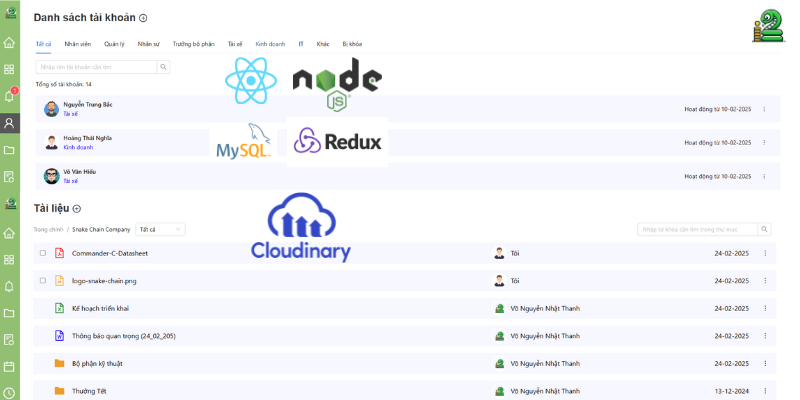 Danh sách tài khoản
Tất cả Nhân viên Quản lý Nhân sự Trưởng bộ phận Tài xế Kinh doanh IT Khác Bị khóa
Nhập tên tài khoản cần tìm
Tổng số tài khoản: 14
Nguyễn Trung Bắc
Tài xế
Hoạt động từ 10-02-2025
Hoàng Thái Nghĩa
Kinh doanh
Hoạt động từ 10-02-2025
Võ Văn Hiếu
Tài xế
Hoạt động từ 10-02-2025
node
JS
MySQL
Redux
Cloudinary
Tài liệu
Trang chính / Snake Chain Company Tất cả
Nhập từ khóa cần tìm trong thư mục
Commander-C-Datasheet Tôi 24-02-2025
logo-snake-chain.png Tôi 24-02-2025
Kế hoạch triển khai Võ Nguyễn Nhật Thanh 24-02-2025
Thông báo quan trọng (24_02_205) Võ Nguyễn Nhật Thanh 24-02-2025
Bộ phận kỹ thuật Võ Nguyễn Nhật Thanh 24-02-2025
Thưởng Tết Võ Nguyễn Nhật Thanh 13-12-2024